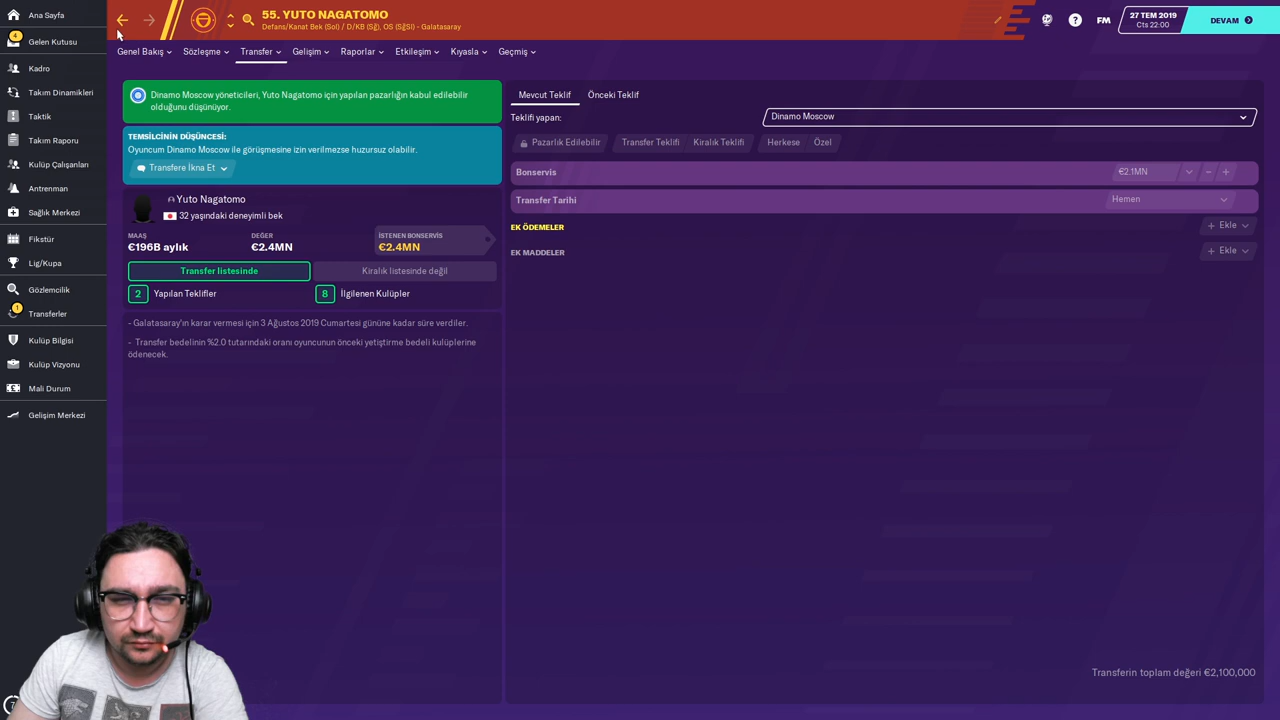 Ana Sayfa
4
Gelen Kutusu
Kadro
Takım Dinamikleri
Taktik
Takım Raporu
Kulüp Çalışanları
Antrenman
Sağlık Merkezi
Fikstür
Lig/Kupa
Gözlemcilik
1
Transferler
Kulüp Bilgisi
Kulüp Vizyonu
Mali Durum
Gelişim Merkezi
55. YUTO NAGATOMO
Defans/Kanat Bek (Sol) / D/KB (Sğ), OS (SğSl) - Galatasaray
?
FM
27 TEM 2019
Cts 22:00
DEVAM
Genel Bakış
Sözleşme
Transfer
Gelişim
Raporlar
Etkileşim
Kıyasla
Geçmiş
Dinamo Moscow yöneticileri, Yuto Nagatomo için yapılan pazarlığın kabul edilebilir
olduğunu düşünüyor.
TEMSİLCİNİN DÜŞÜNCESİ:
Oyuncum Dinamo Moscow ile görüşmesine izin verilmezse huzursuz olabilir.
Transfere İkna Et
Yuto Nagatomo
32 yaşındaki deneyimli bek
MAAŞ
€196B aylık
DEĞER
€2.4MN
İSTENEN BONSERVİS
€2.4MN
Transfer listesinde
Kiralık listesinde değil
2 Yapılan Teklifler
8 İlgilenen Kulüpler
- Galatasaray'ın karar vermesi için 3 Ağustos 2019 Cumartesi gününe kadar süre verdiler.
- Transfer bedelinin %2.0 tutarındaki oranı oyuncunun önceki yetiştirme bedeli kulüplerine
ödenecek.
Mevcut Teklif
Önceki Teklif
Teklifi yapan:
Dinamo Moscow
Pazarlık Edilebilir
Transfer Teklifi
Kiralık Teklifi
Herkese
Özel
Bonservis
€2.1MN
Transfer Tarihi
Hemen
EK ÖDEMELER
+ Ekle
EK MADDELER
+ Ekle
Transferin toplam değeri €2,100,000